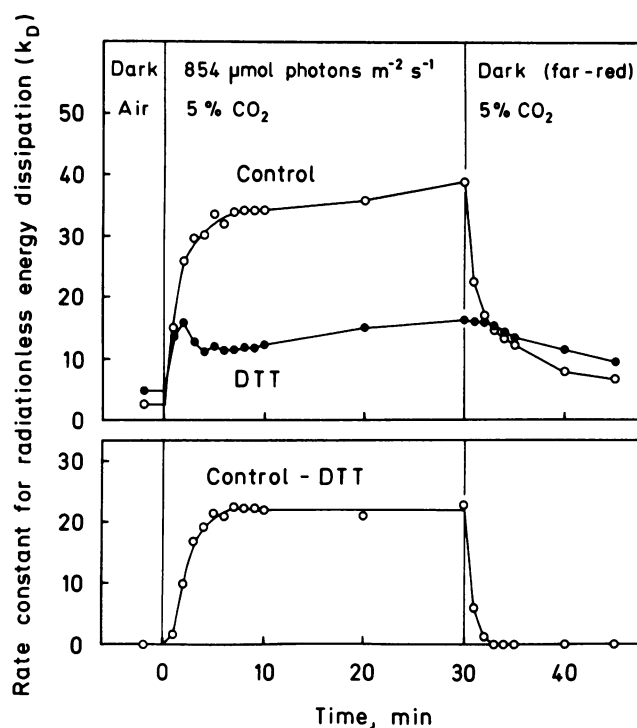 Rate constant for radiationless energy dissipation (k_D)
Dark
Air
854 μmol photons m⁻² s⁻¹
5 % CO₂
Dark (far-red)
5% CO₂
50
40
30
20
10
0
Control
DTT
30
20
10
0
Control - DTT
0 10 20 30 40
Time, min